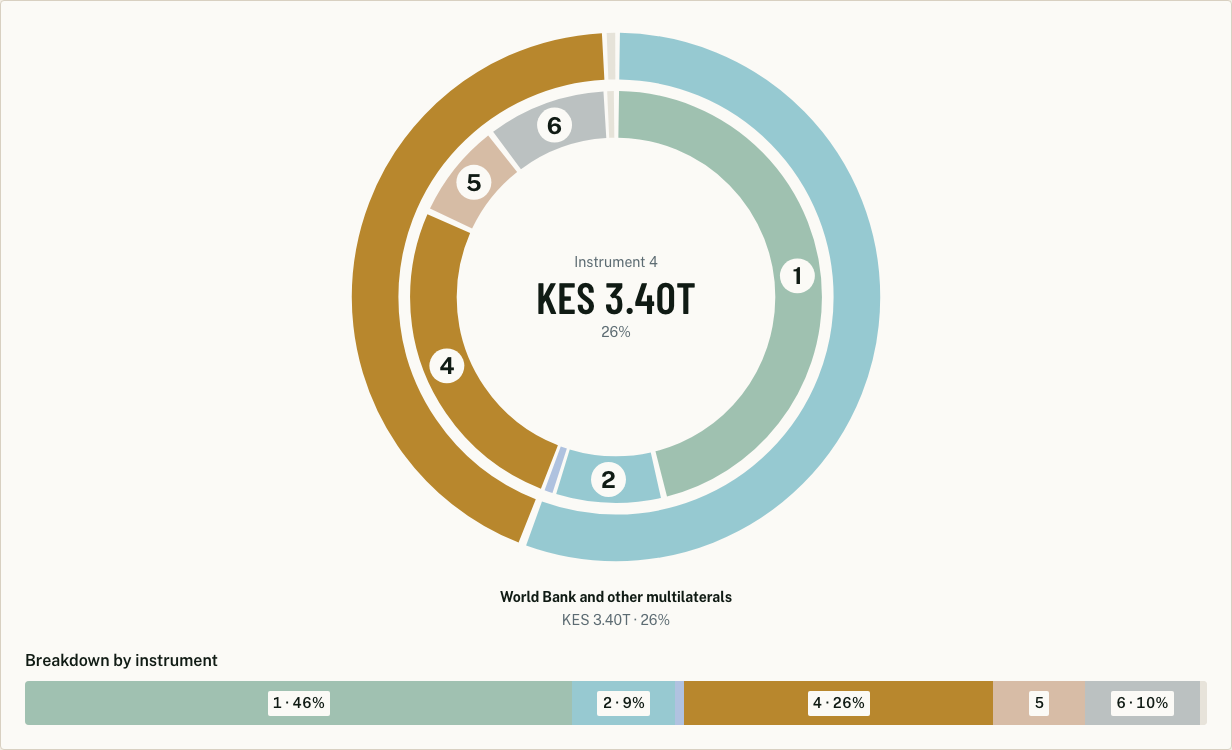 6
5
1
4
2
Instrument 4
KES 3.40T
26%
World Bank and other multilaterals
KES 3.40T · 26%
Breakdown by instrument
1 · 46%
2 · 9%
4 · 26%
5
6 · 10%